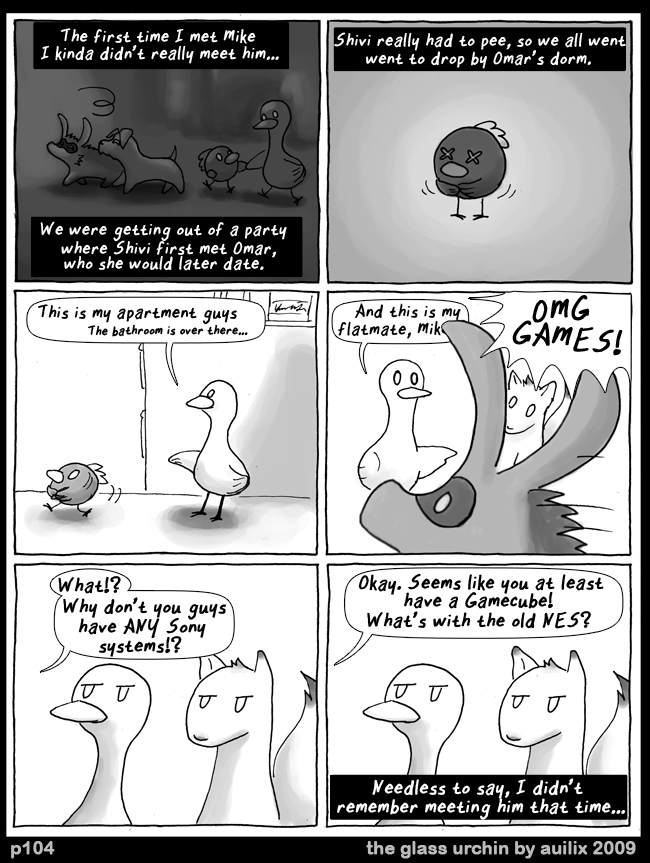 The first time I met Mike
I kinda didn't really meet him...
We were getting out of a party
where Shivi first met Omar,
who she would later date.
Shivi really had to pee, so we all went
went to drop by Omar's dorm.
This is my apartment guys
The bathroom is over there...
And this is my
flatmate, Mik
OMG
GAMES!
What!?
Why don't you guys
have ANY Sony
systems!?
Okay. Seems like you at least
have a Gamecube!
What's with the old NES?
Needless to say, I didn't
remember meeting him that time...
p104
the glass urchin by auilix 2009